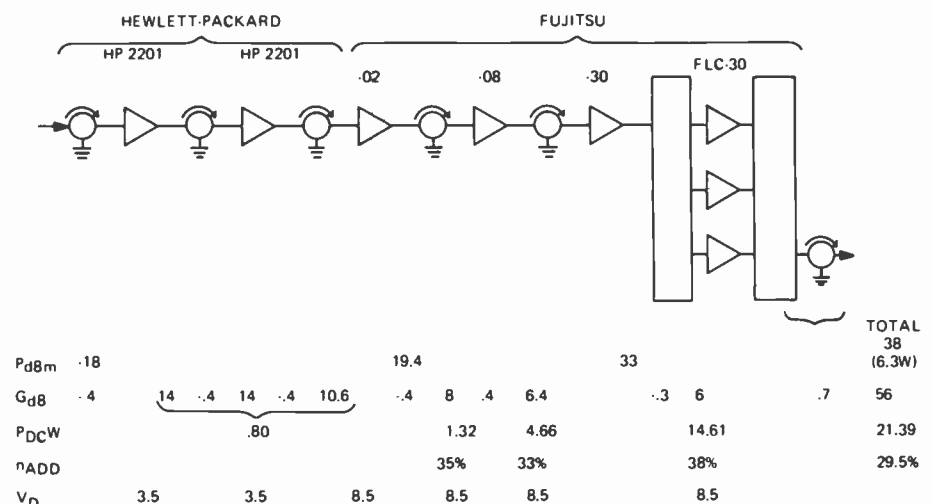 HEWLETT-PACKARD FUJITSU
HP 2201 HP 2201
FLC-30
.02 .08 .30
TOTAL
PdBm -18 19.4 33 38
(6.3W)
GdB -.4 14 -.4 14 -.4 10.6 -.4 8 .4 6.4 -.3 6 .7 56
PDCW .80 1.32 4.66 14.61 21.39
ηADD 35% 33% 38% 29.5%
VD 3.5 3.5 8.5 8.5 8.5 8.5